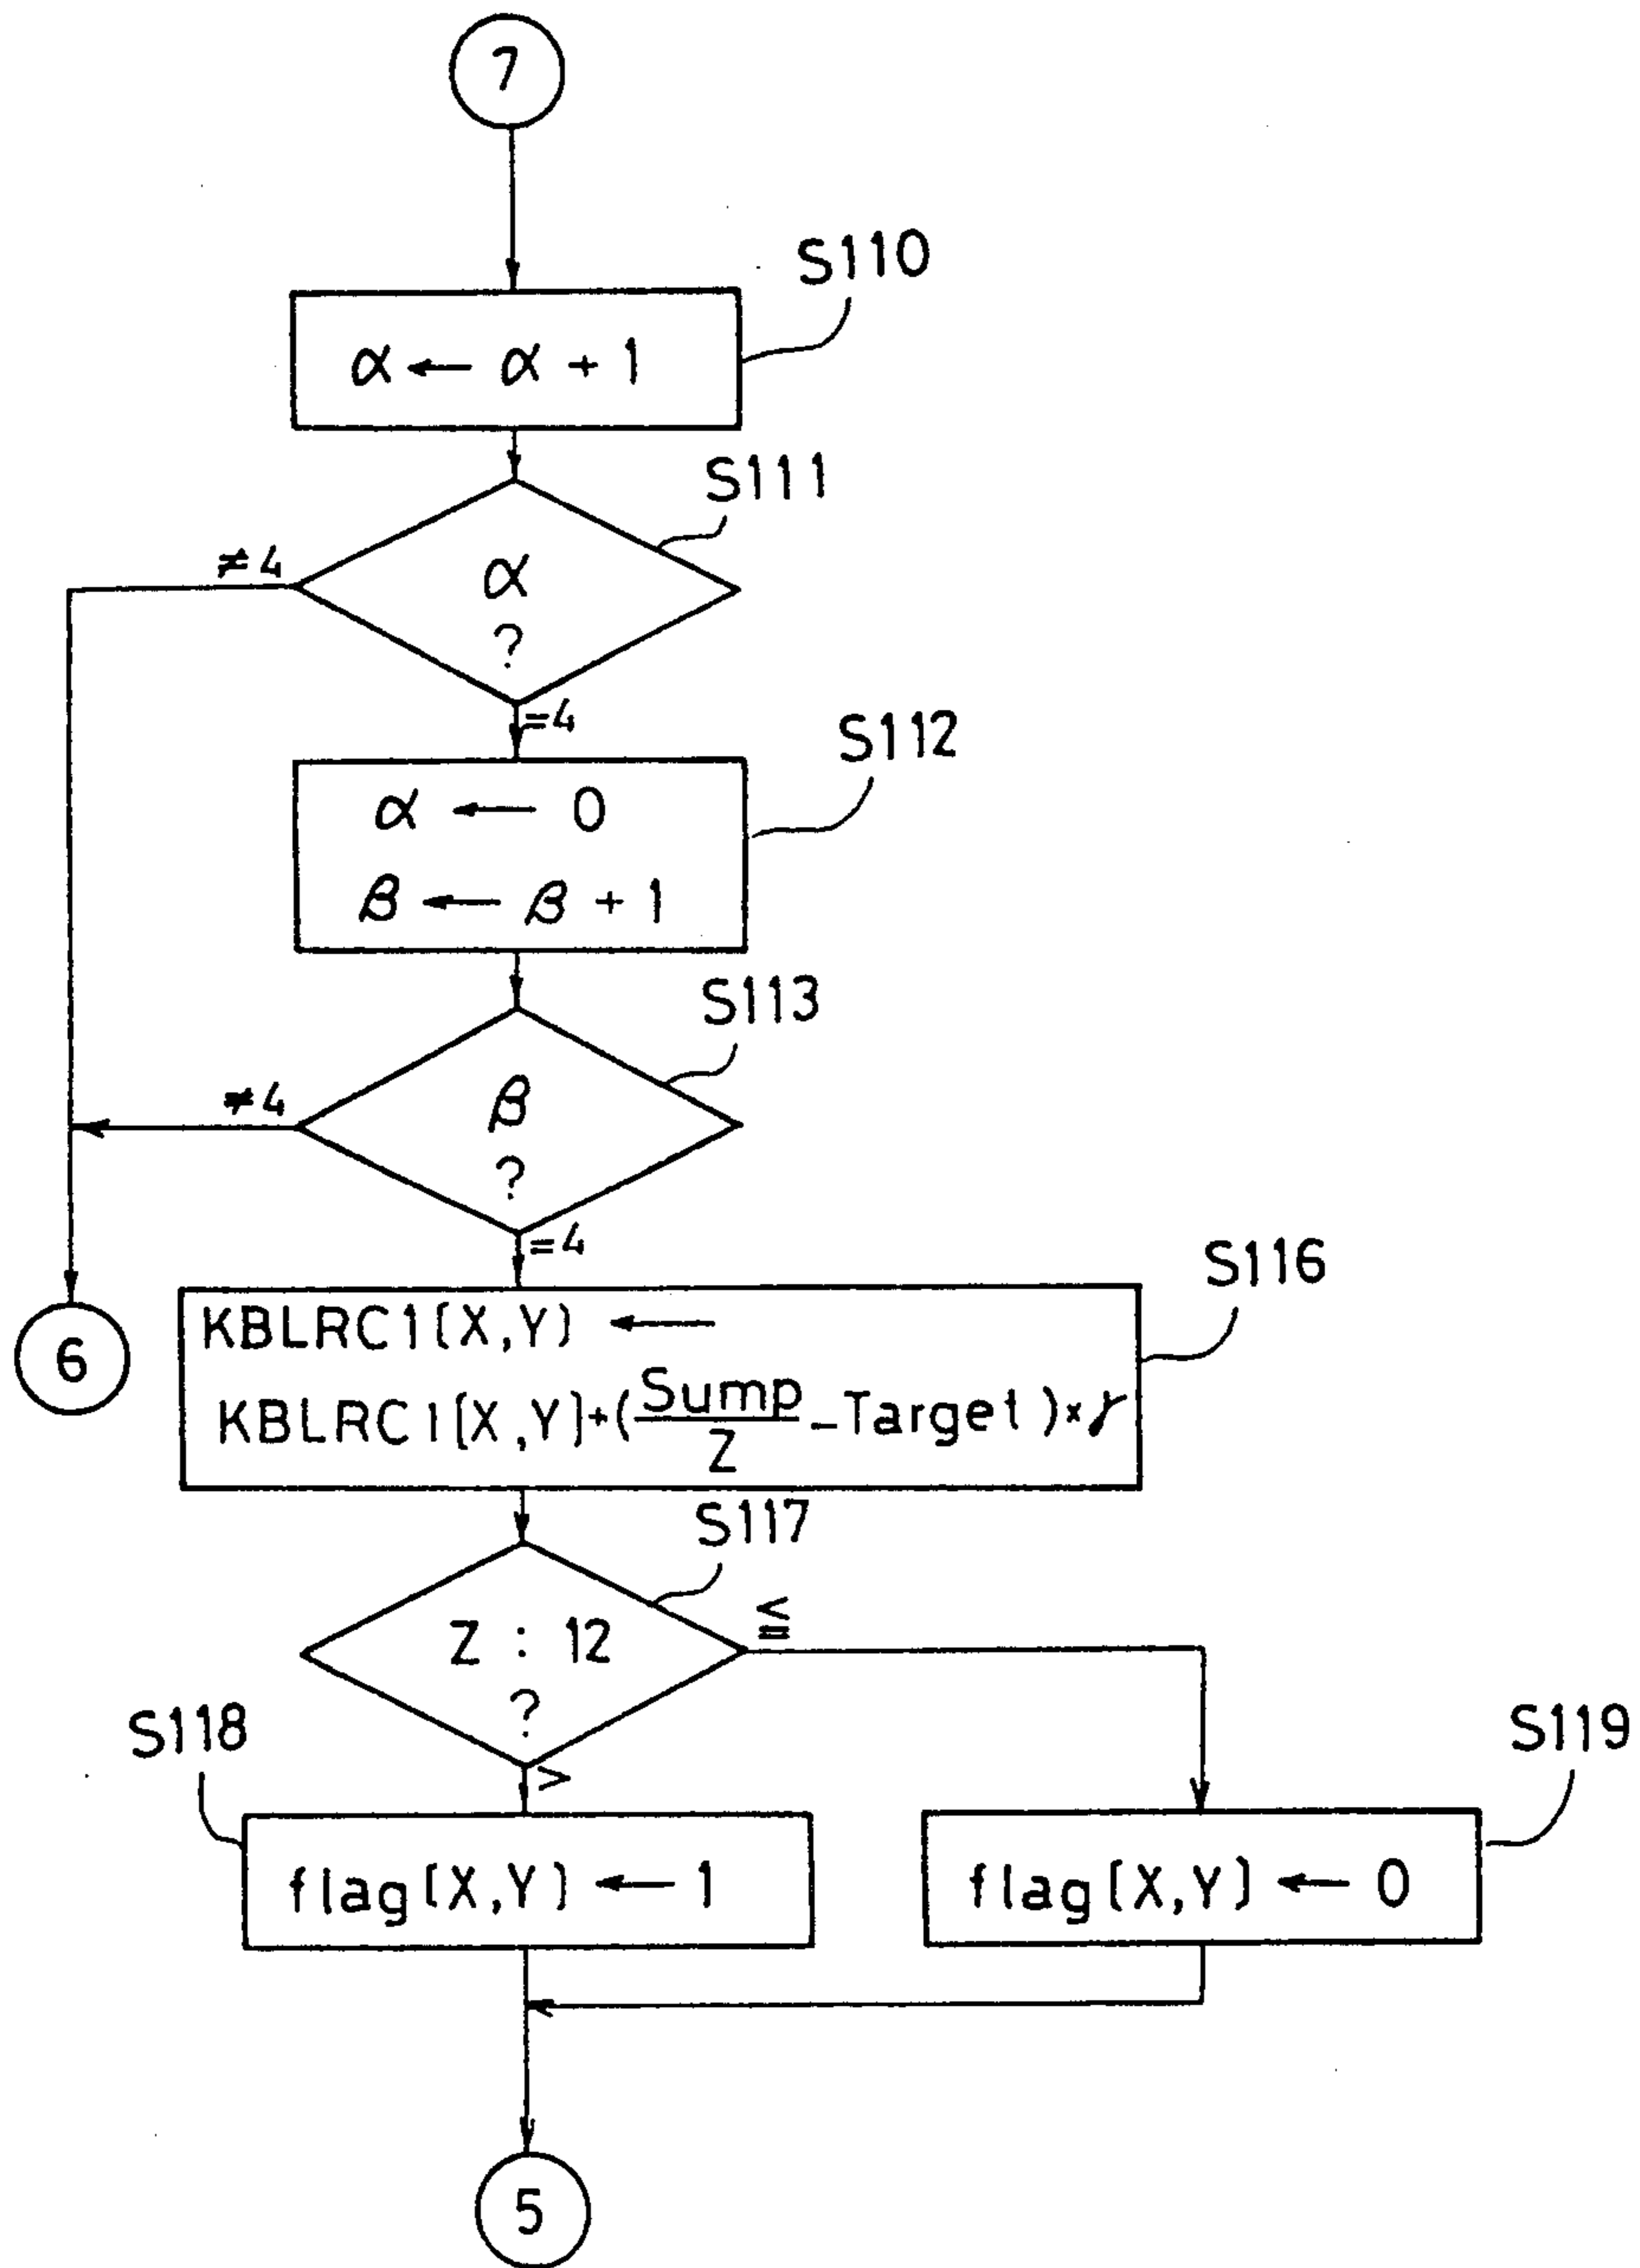 7
S110
α ← α + 1
S111
≠4
α
?
=4
S112
α ← 0
β ← β + 1
S113
≠4
β
?
=4
6
S116
KBLRC1(X,Y) ←
KBLRC1(X,Y)+(Sump/Z−Target)×γ
S117
Z : 12
?
≦
>
S118
S119
flag(X,Y) ← 1
flag(X,Y) ← 0
5